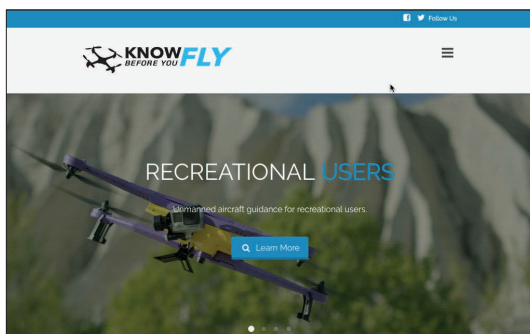 Follow Us
KNOW
BEFORE YOU FLY
RECREATIONAL USERS
Unmanned aircraft guidance for recreational users.
Learn More